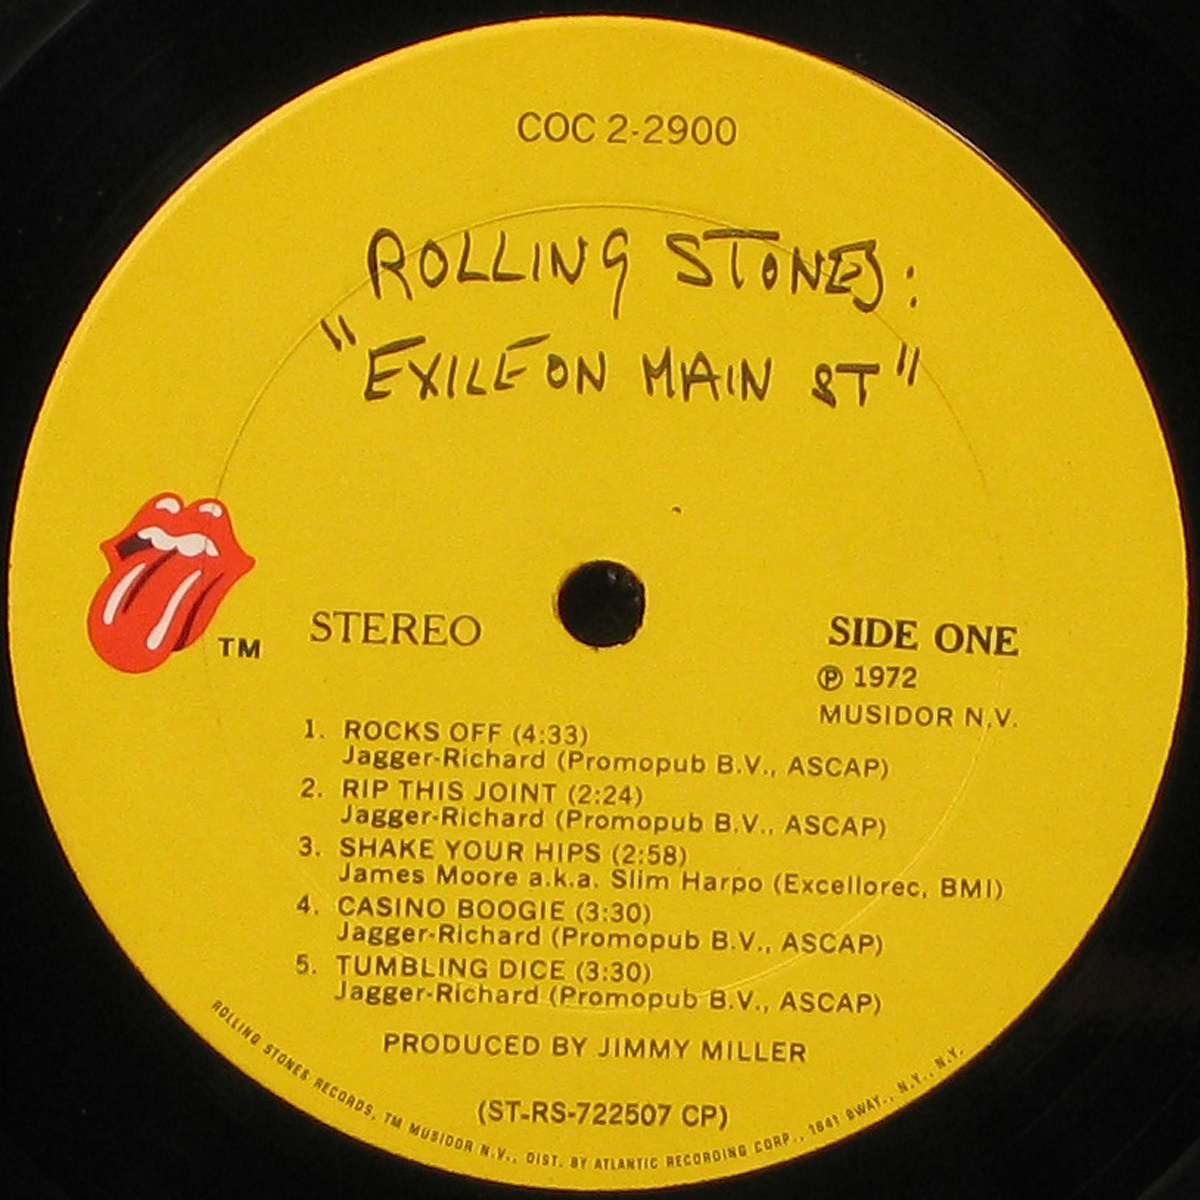 COC 2-2900
ROLLING STONES:
"EXILE ON MAIN ST"
TM
STEREO
SIDE ONE
℗ 1972
MUSIDOR N.V.
1. ROCKS OFF (4:33)
Jagger-Richard (Promopub B.V., ASCAP)
2. RIP THIS JOINT (2:24)
Jagger-Richard (Promopub B.V., ASCAP)
3. SHAKE YOUR HIPS (2:58)
James Moore a.k.a. Slim Harpo (Excellorec, BMI)
4. CASINO BOOGIE (3:30)
Jagger-Richard (Promopub B.V., ASCAP)
5. TUMBLING DICE (3:30)
Jagger-Richard (Promopub B.V., ASCAP)
PRODUCED BY JIMMY MILLER
(ST-RS-722507 CP)
ROLLING STONES RECORDS, TM MUSIDOR N.V., DIST. BY ATLANTIC RECORDING CORP., 1841 BWAY., N.Y., N.Y.